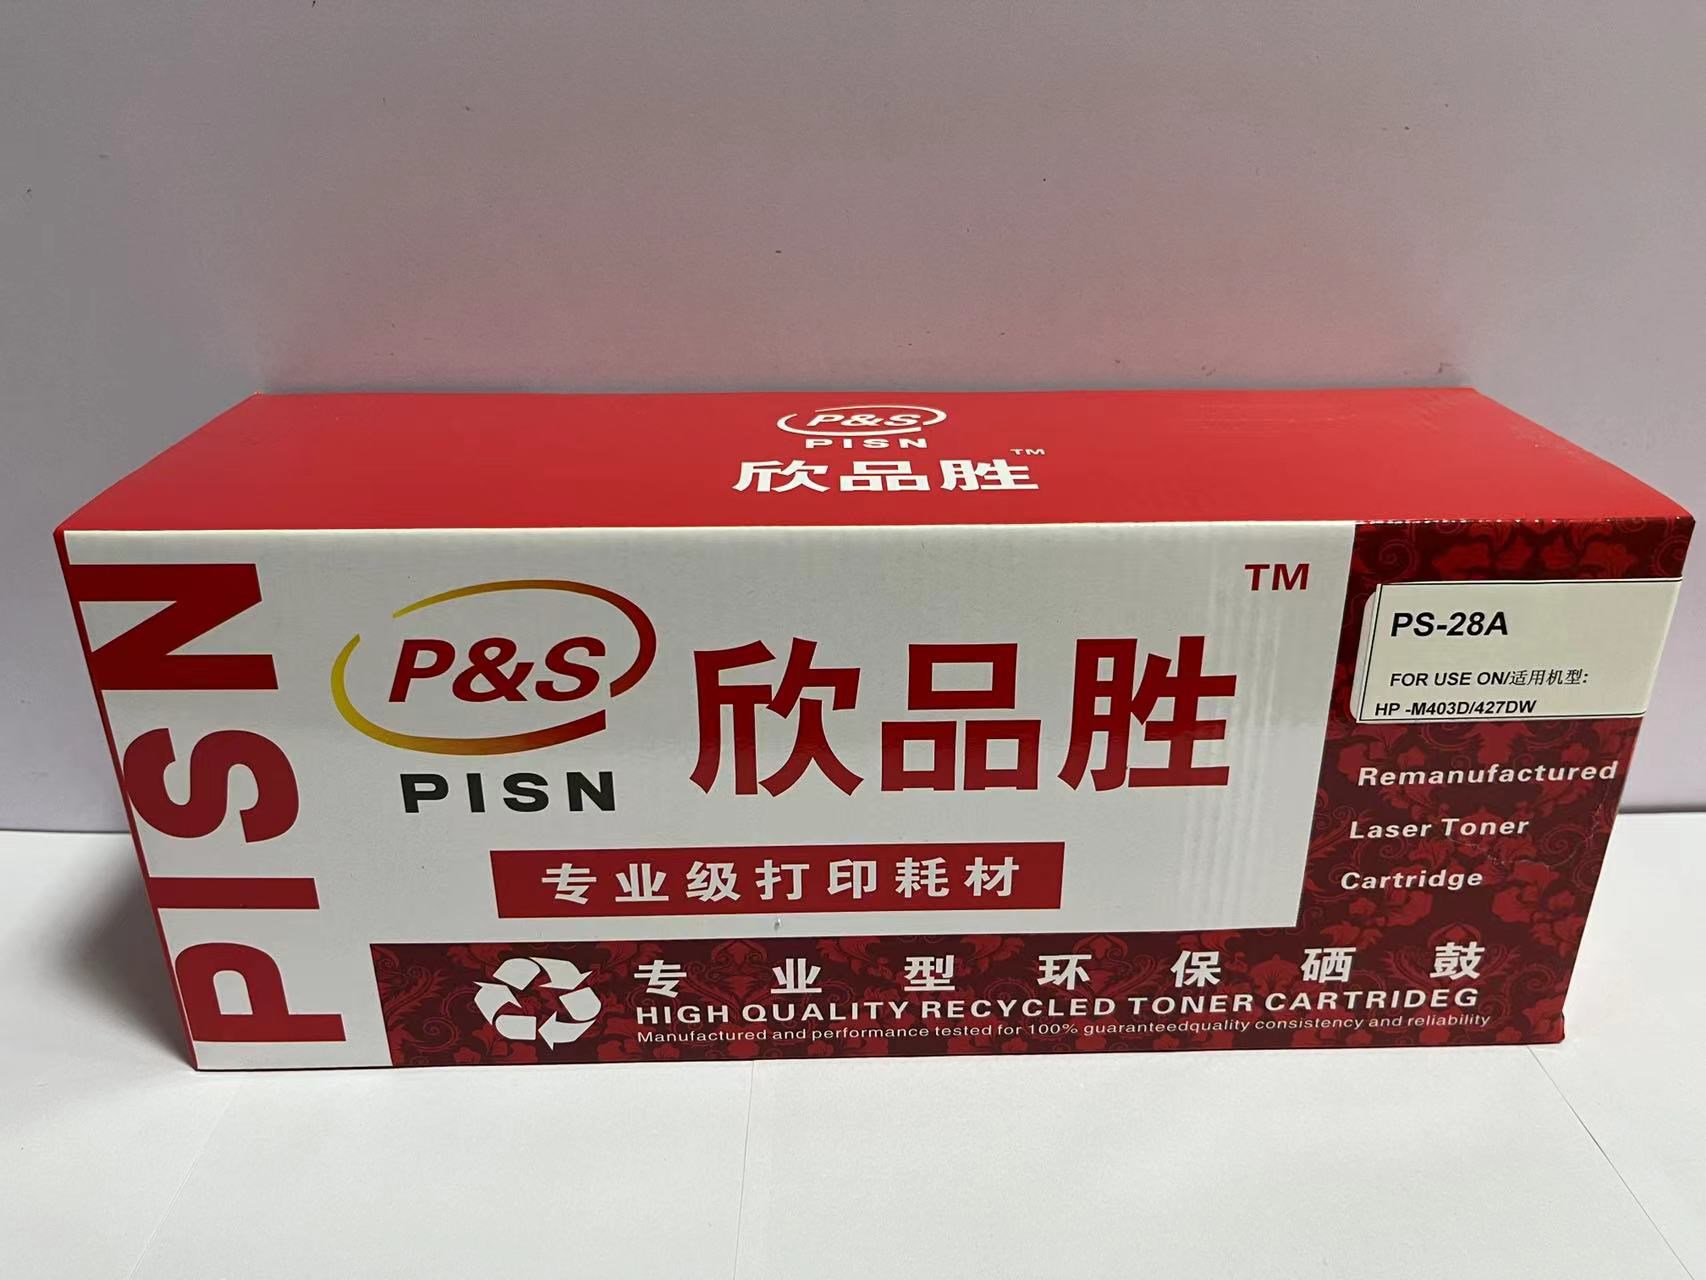 P&S
PISN
欣品胜
TM
PISN
TM
P&S
PISN
欣品胜
专业级打印耗材
PS-28A
FOR USE ON/适用机型:
HP -M403D/427DW
Remanufactured
Laser Toner
Cartridge
专业型环保硒鼓
HIGH QUALITY RECYCLED TONER CARTRIDEG
Manufactured and performance tested for 100% guaranteedquality consistency and reliability